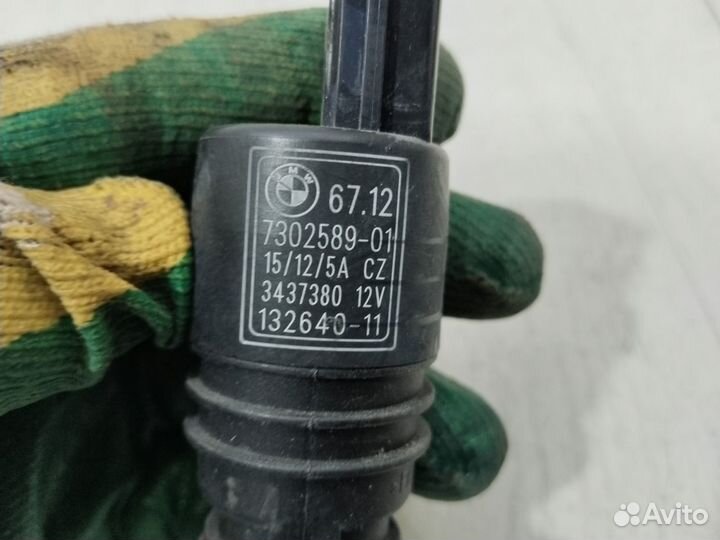 BMW
67.12
7302589-01
15/12/5A CZ
3437380 12V
132640-11
Avito